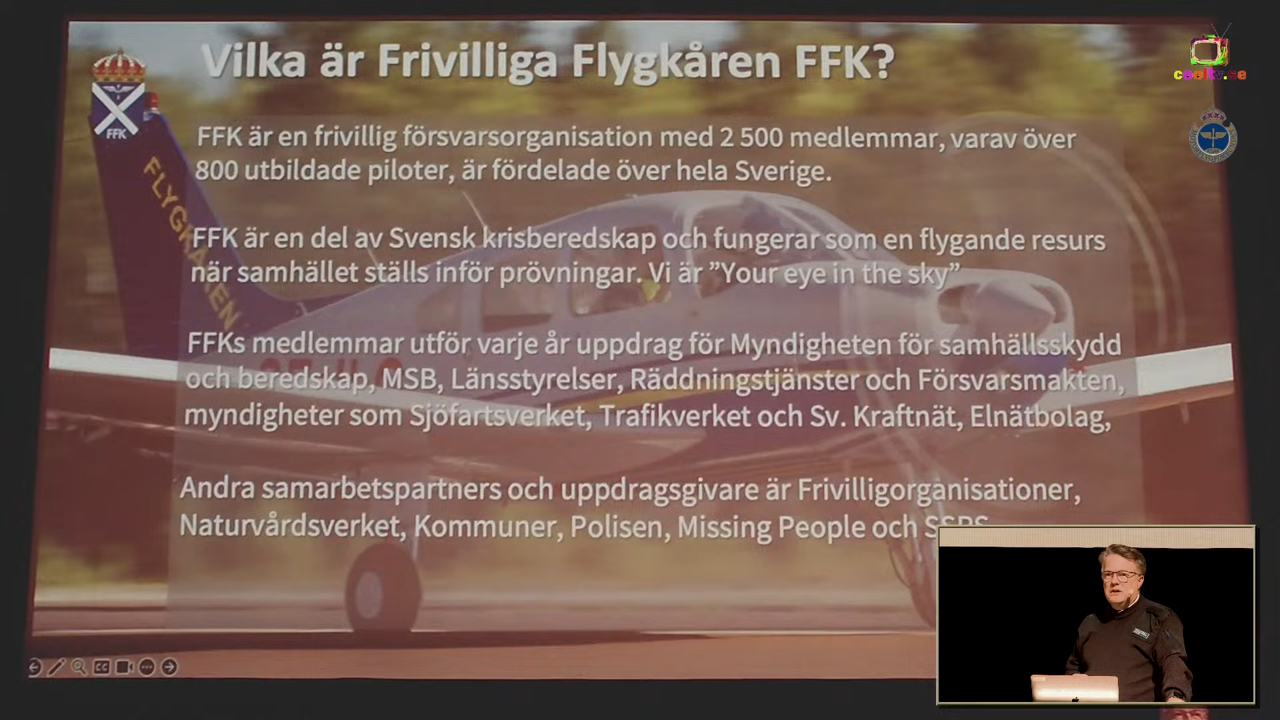 Vilka är Frivilliga Flygkåren FFK?
cooky.se
FFK
FLYGKÅREN
FFK är en frivillig försvarsorganisation med 2 500 medlemmar, varav över
800 utbildade piloter, är fördelade över hela Sverige.
FFK är en del av Svensk krisberedskap och fungerar som en flygande resurs
när samhället ställs inför prövningar. Vi är ”Your eye in the sky”
FFKs medlemmar utför varje år uppdrag för Myndigheten för samhällsskydd
och beredskap, MSB, Länsstyrelser, Räddningstjänster och Försvarsmakten,
myndigheter som Sjöfartsverket, Trafikverket och Sv. Kraftnät, Elnätbolag,
Andra samarbetspartners och uppdragsgivare är Frivilligorganisationer,
Naturvårdsverket, Kommuner, Polisen, Missing People och SSRS
CC